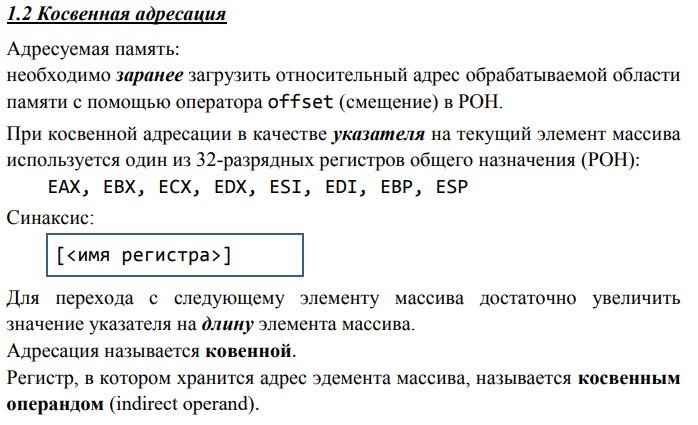 1.2 Косвенная адресация
Адресуемая память:
необходимо заранее загрузить относительный адрес обрабатываемой области
памяти с помощью оператора offset (смещение) в РОН.
При косвенной адресации в качестве указателя на текущий элемент массива
используется один из 32-разрядных регистров общего назначения (РОН):
EAX, EBX, ECX, EDX, ESI, EDI, EBP, ESP
Синаксис:
[<имя регистра>]
Для перехода с следующему элементу массива достаточно увеличить
значение указателя на длину элемента массива.
Адресация называется ковенной.
Регистр, в котором хранится адрес эдемента массива, называется косвенным
операндом (indirect operand).